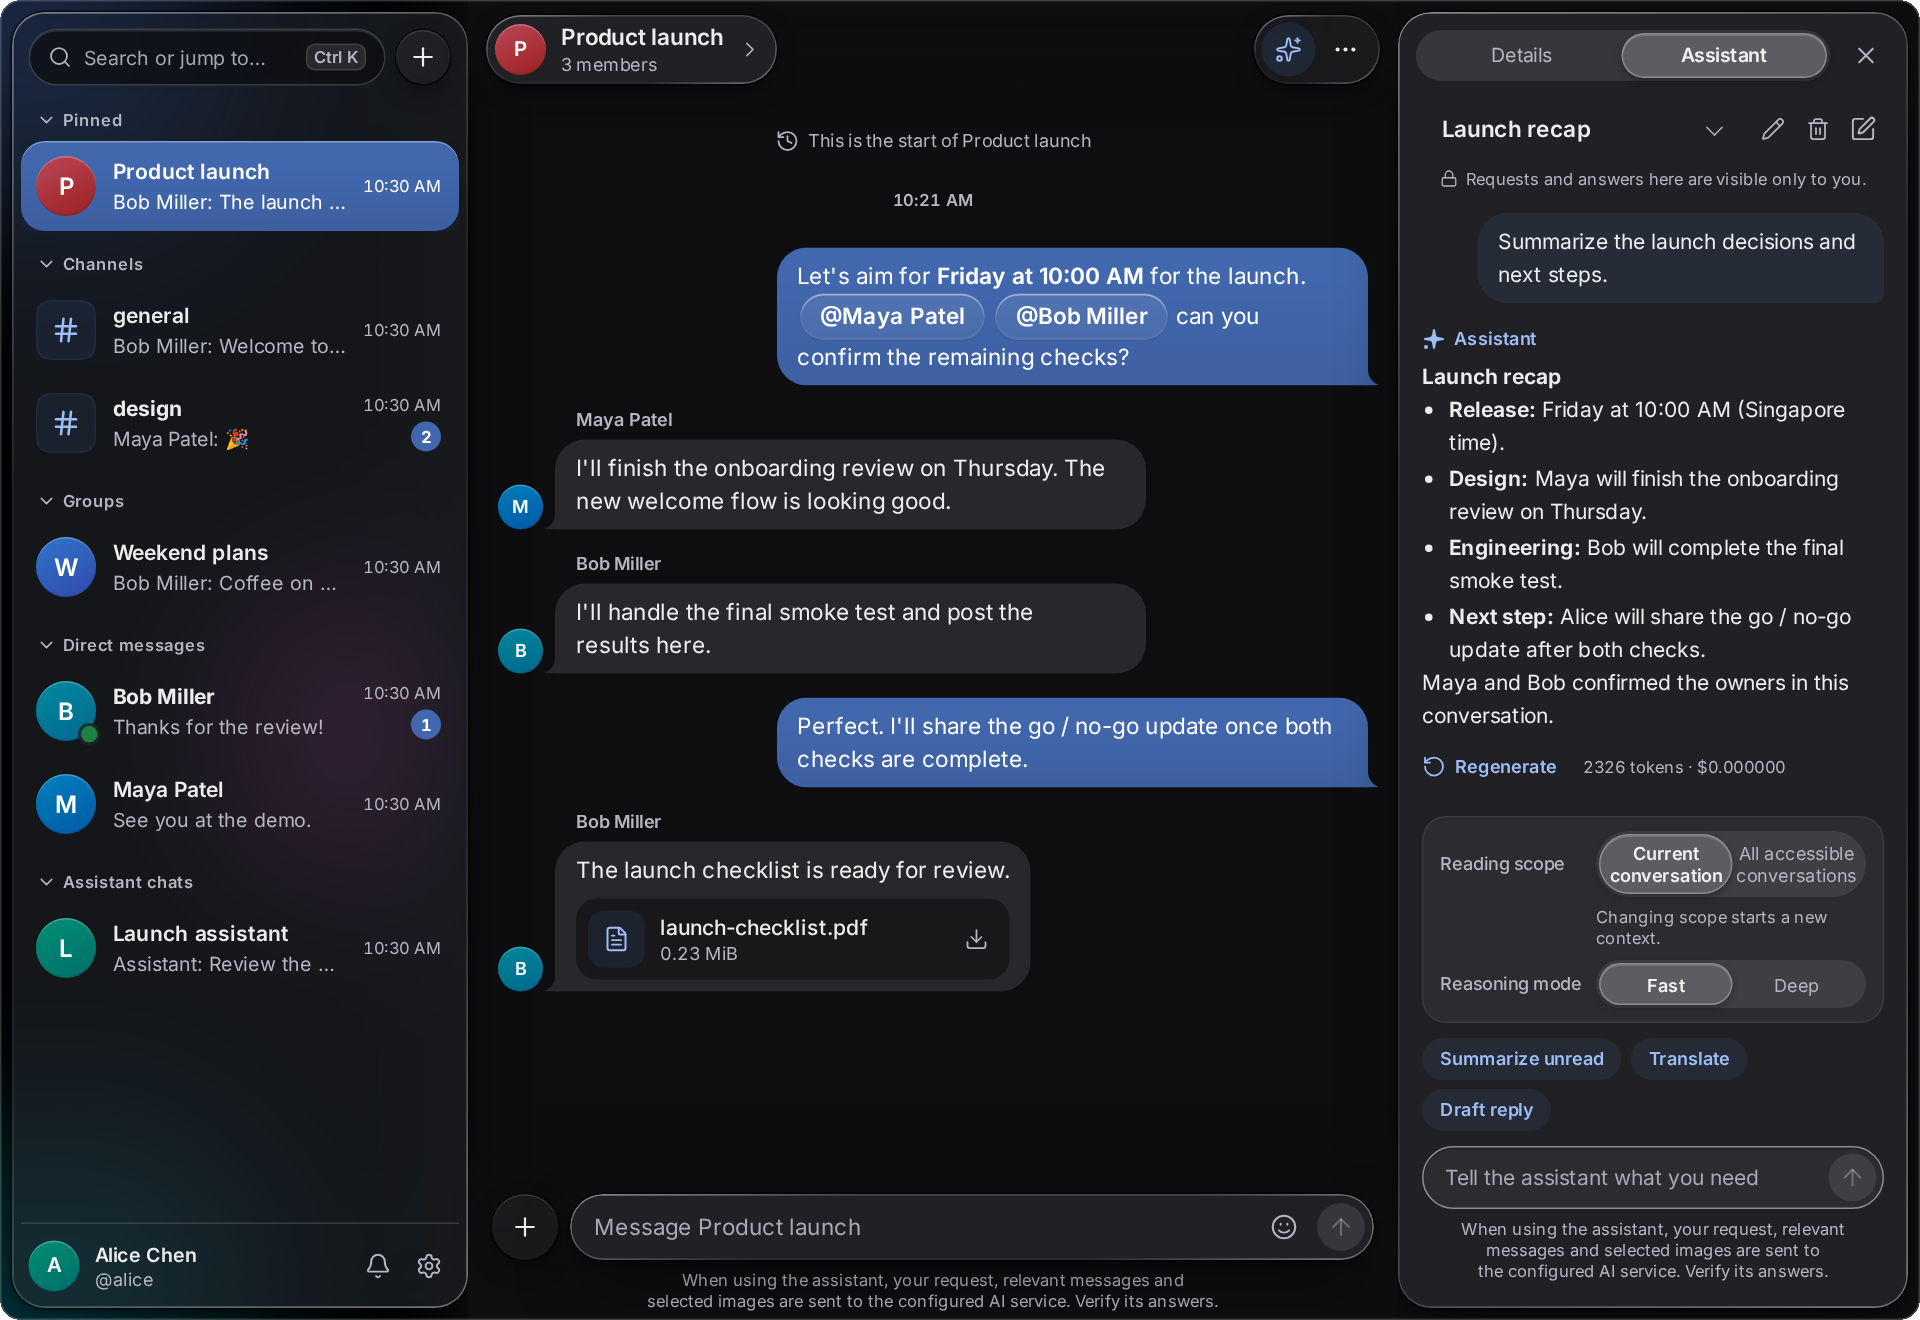 Search or jump to...
Ctrl K
Pinned
P
Product launch
10:30 AM
Bob Miller: The launch ...
Channels
general
10:30 AM
Bob Miller: Welcome to...
design
10:30 AM
Maya Patel: 🎉
2
Groups
W
Weekend plans
10:30 AM
Bob Miller: Coffee on ...
Direct messages
B
Bob Miller
10:30 AM
Thanks for the review!
1
M
Maya Patel
10:30 AM
See you at the demo.
Assistant chats
L
Launch assistant
10:30 AM
Assistant: Review the ...
A
Alice Chen
@alice
P
Product launch
3 members
This is the start of Product launch
10:21 AM
Let's aim for Friday at 10:00 AM for the launch.
@Maya Patel @Bob Miller can you
confirm the remaining checks?
Maya Patel
I'll finish the onboarding review on Thursday. The
new welcome flow is looking good.
M
Bob Miller
I'll handle the final smoke test and post the
results here.
B
Perfect. I'll share the go / no-go update once both
checks are complete.
Bob Miller
The launch checklist is ready for review.
launch-checklist.pdf
0.23 MiB
B
Message Product launch
When using the assistant, your request, relevant messages and
selected images are sent to the configured AI service. Verify its answers.
Details
Assistant
Launch recap
Requests and answers here are visible only to you.
Summarize the launch decisions and
next steps.
Assistant
Launch recap
• Release: Friday at 10:00 AM (Singapore
time).
• Design: Maya will finish the onboarding
review on Thursday.
• Engineering: Bob will complete the final
smoke test.
• Next step: Alice will share the go / no-go
update after both checks.
Maya and Bob confirmed the owners in this
conversation.
Regenerate
2326 tokens · $0.000000
Reading scope
Current
conversation
All accessible
conversations
Changing scope starts a new
context.
Reasoning mode
Fast
Deep
Summarize unread
Translate
Draft reply
Tell the assistant what you need
When using the assistant, your request, relevant
messages and selected images are sent to
the configured AI service. Verify its answers.